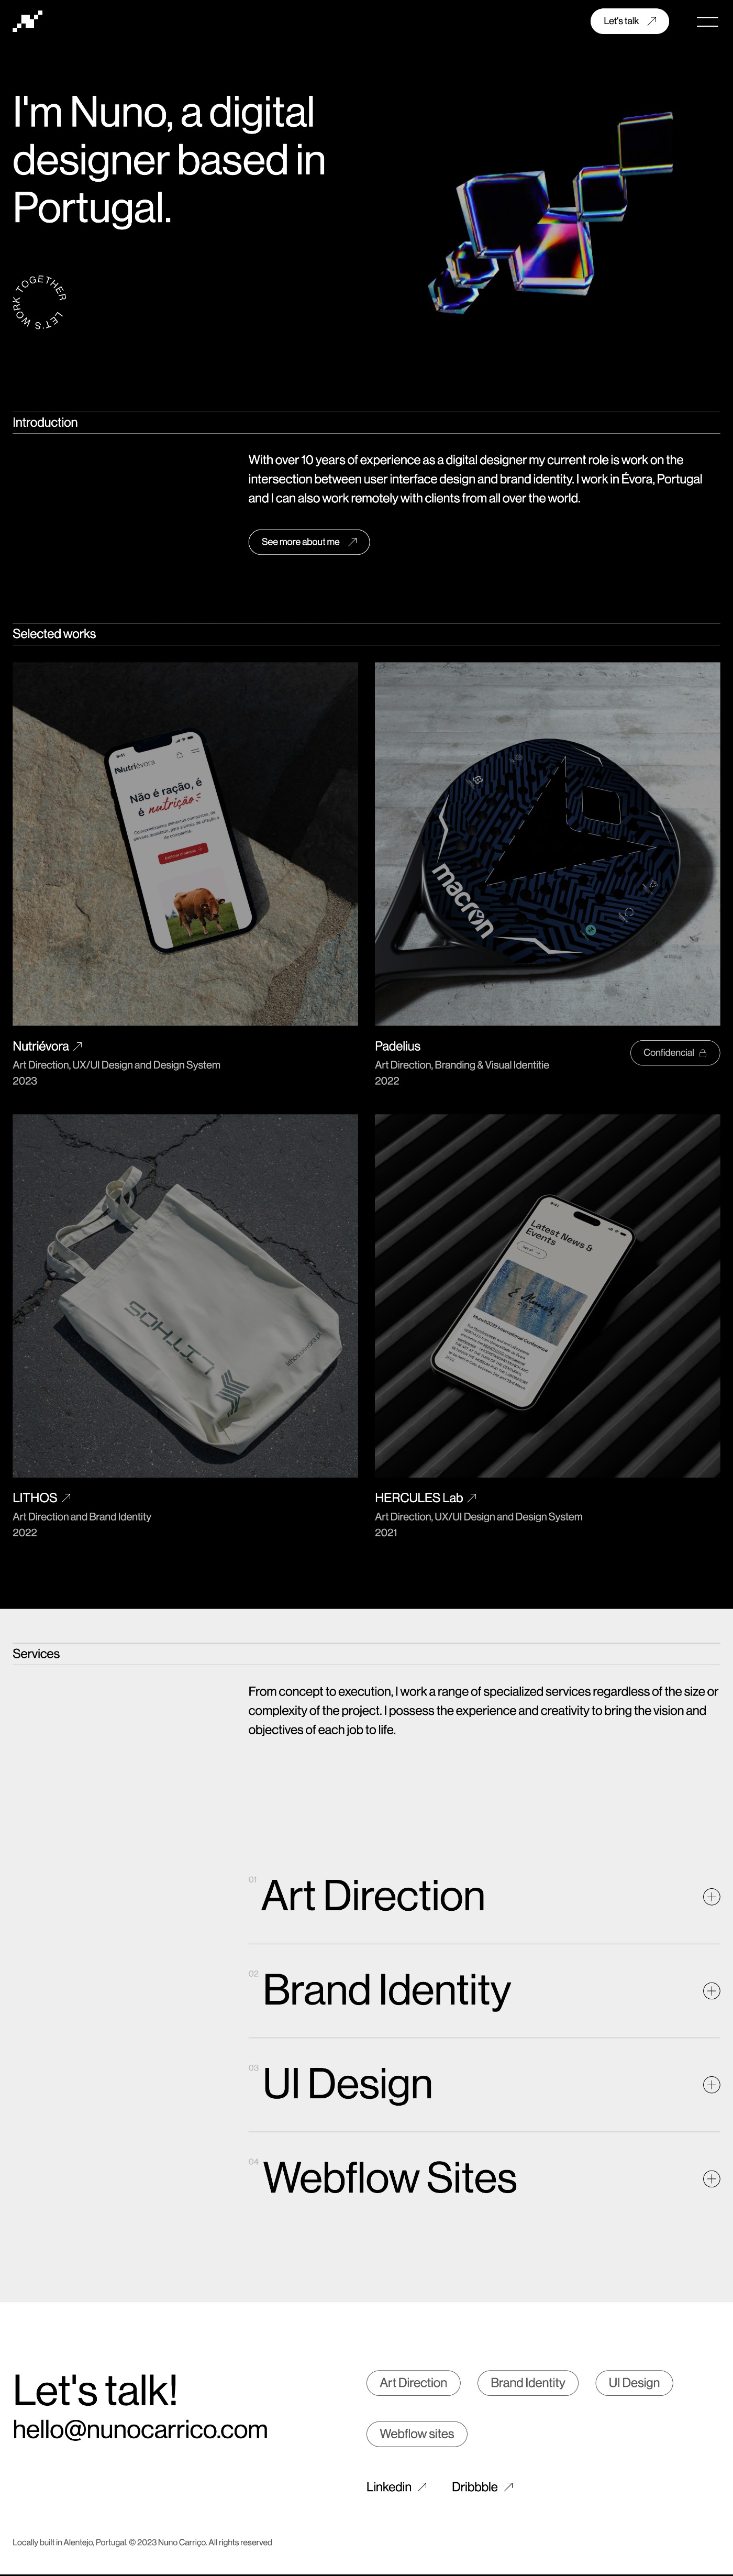 Let's talk
I'm Nuno, a digital
designer based in
Portugal.
LET'S WORK TOGETHER
Introduction
With over 10 years of experience as a digital designer my current role is work on the
intersection between user interface design and brand identity. I work in Évora, Portugal
and I can also work remotely with clients from all over the world.
See more about me
Selected works
9:41
Nutriévora
Não é ração, é
é nutrição
macron
Nutriévora
Art Direction, UX/UI Design and Design System
2023
Padelius
Art Direction, Branding & Visual Identitie
2022
Confidencial
LITHOS
9:41
Latest News &
Events
Munch2022 International Conference
LITHOS
Art Direction and Brand Identity
2022
HERCULES Lab
Art Direction, UX/UI Design and Design System
2021
Services
From concept to execution, I work a range of specialized services regardless of the size or
complexity of the project. I possess the experience and creativity to bring the vision and
objectives of each job to life.
01 Art Direction
02 Brand Identity
03 UI Design
04 Webflow Sites
Let's talk!
hello@nunocarrico.com
Art Direction
Brand Identity
UI Design
Webflow sites
Linkedin
Dribbble
Locally built in Alentejo, Portugal. © 2023 Nuno Carriço. All rights reserved